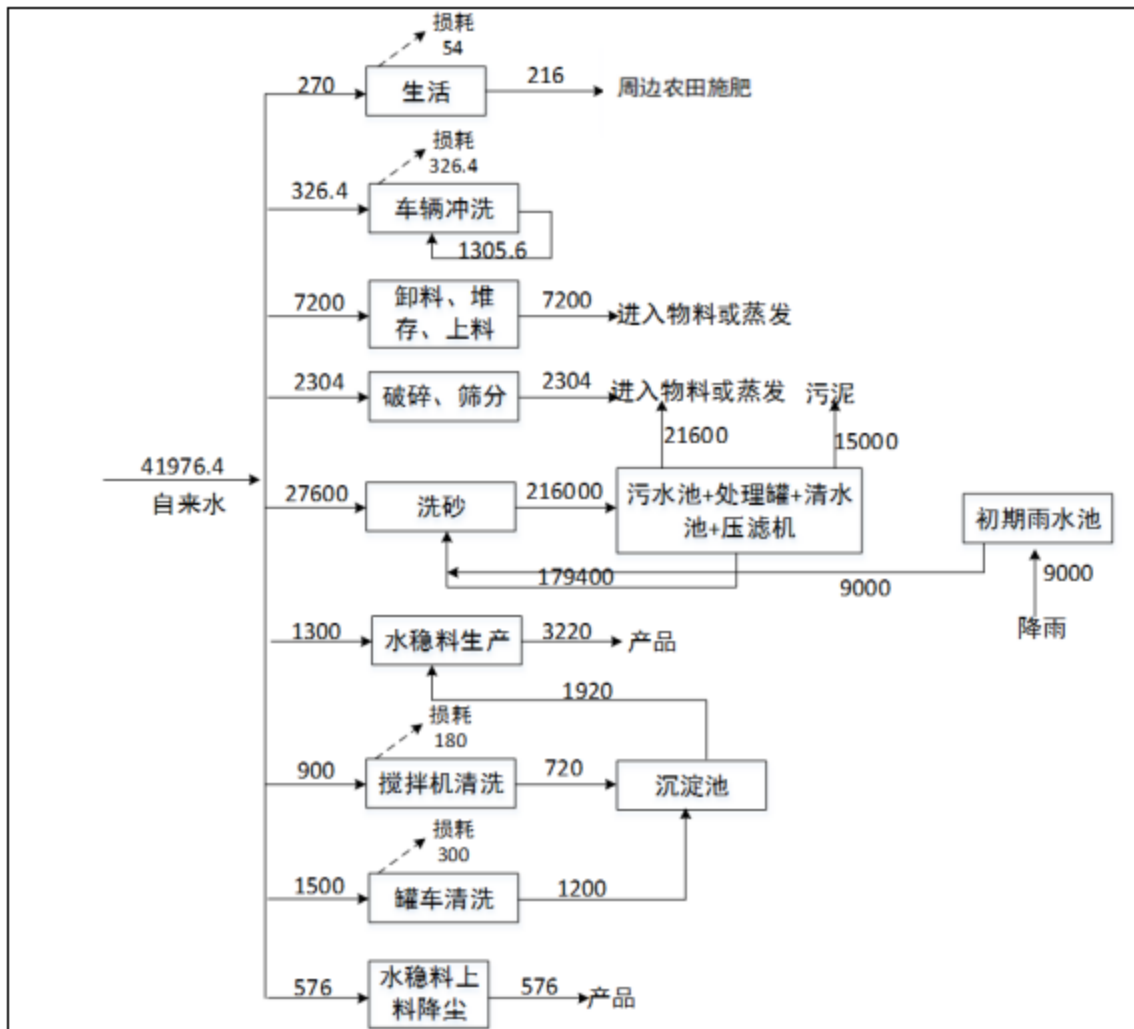 损耗
54
270
生活
216
周边农田施肥
损耗
326.4
326.4
车辆冲洗
1305.6
7200
卸料、堆
存、上料
7200
进入物料或蒸发
2304
破碎、筛分
2304
进入物料或蒸发
污泥
21600
15000
41976.4
自来水
27600
洗砂
216000
污水池+处理罐+清水
池+压滤机
初期雨水池
179400
9000
9000
降雨
1300
水稳料生产
3220
产品
1920
损耗
180
900
搅拌机清洗
720
沉淀池
损耗
300
1500
罐车清洗
1200
576
水稳料上
料降尘
576
产品